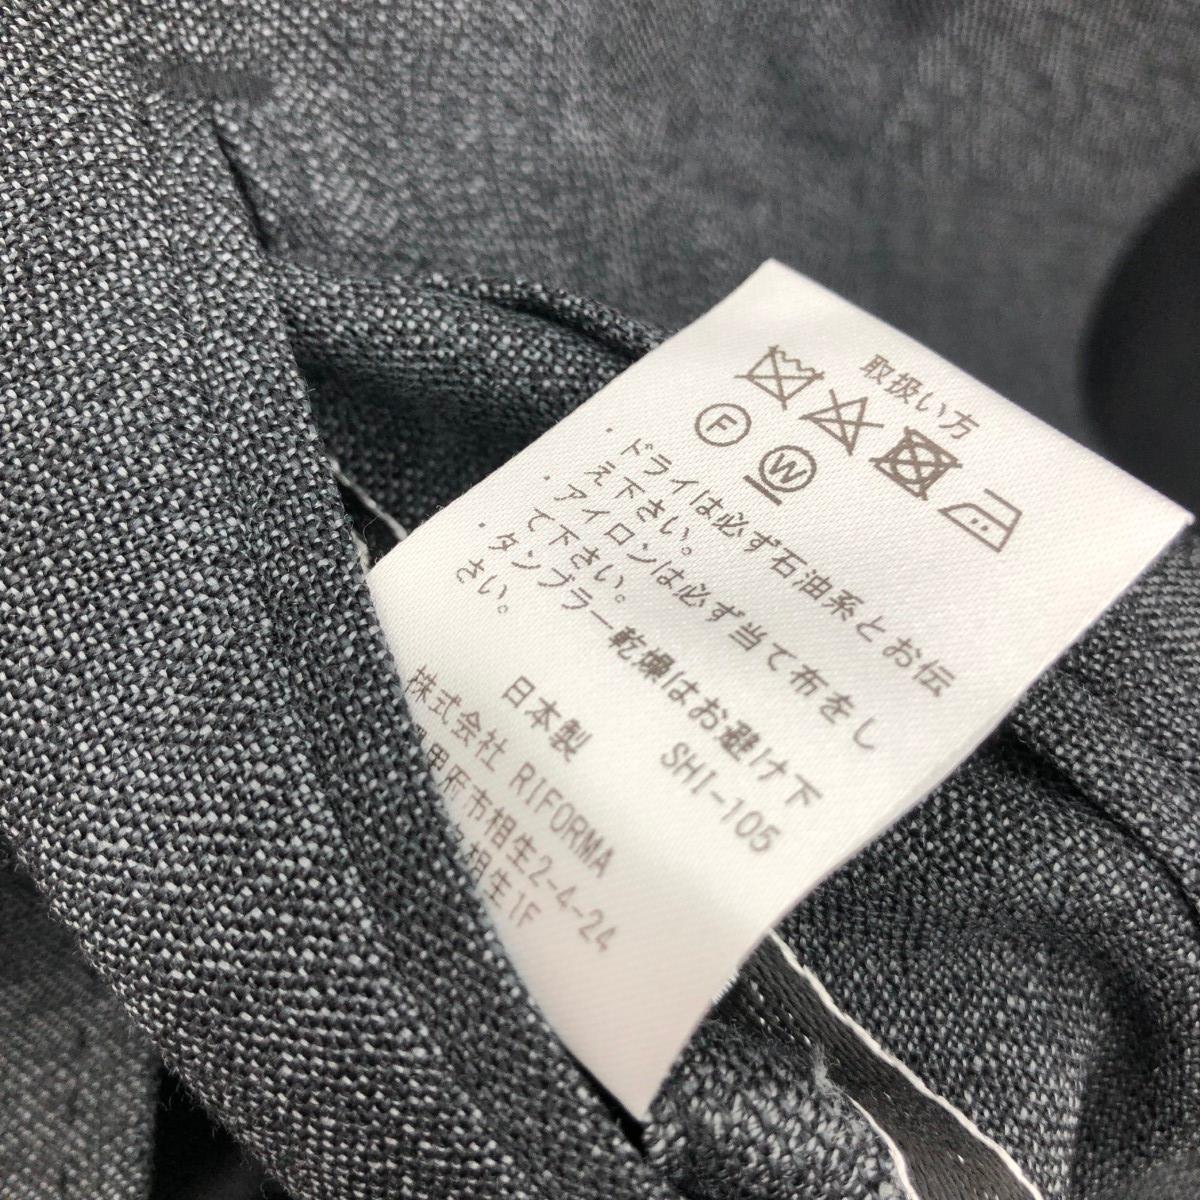 取扱い方
F W
・ドライは必ず石油系とお伝
え下さい。
・アイロンは必ず当て布をし
て下さい。
・タンブラー乾燥はお避け下
さい。
日本製 SHI-105
株式会社 RIFORMA
甲府市相生2-4-24
相生1F